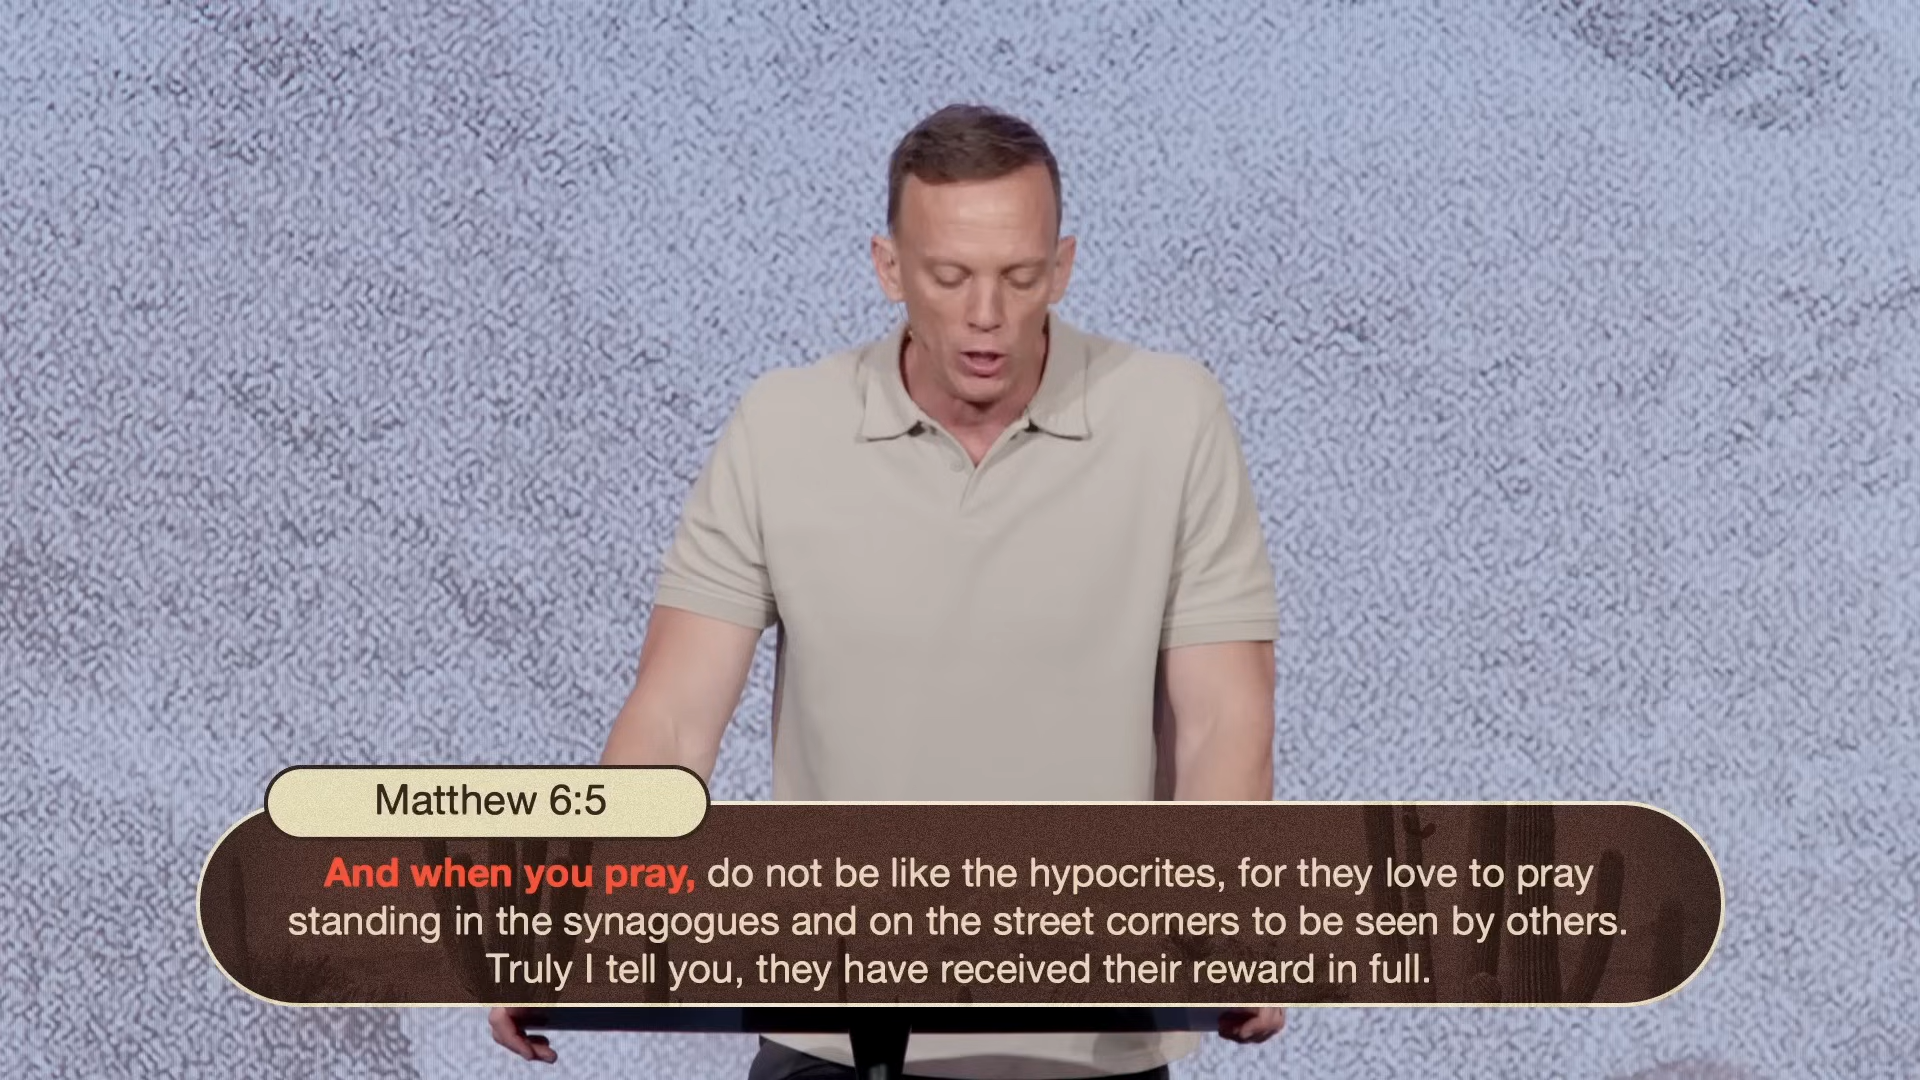 Matthew 6:5
And when you pray, do not be like the hypocrites, for they love to pray
standing in the synagogues and on the street corners to be seen by others.
Truly I tell you, they have received their reward in full.